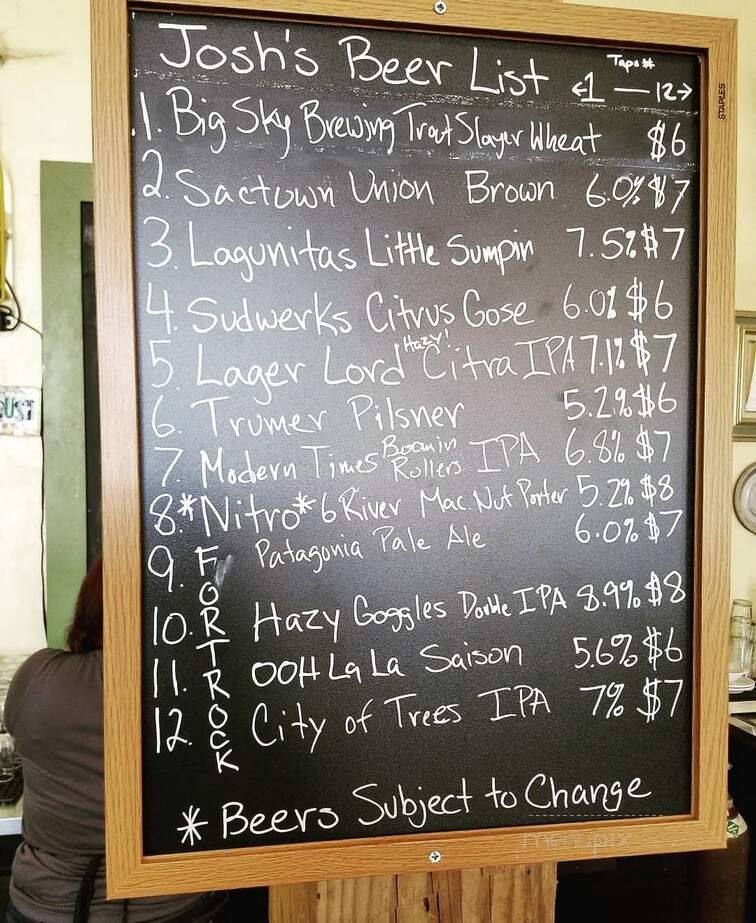 Josh's Beer List
Taps #
←1 — 12→
1. Big Sky Brewing Trout Slayer Wheat $6
2. Sactown Union Brown 6.0% $7
3. Lagunitas Little Sumpin 7.5% $7
4. Sudwerks Citrus Gose 6.0% $6
5. Lager Lord Hazy! Citra IPA 7.1% $7
6. Trumer Pilsner 5.2% $6
7. Modern Times Boomin Rollers IPA 6.8% $7
8. *Nitro* 6 River Mac. Nut Porter 5.2% $8
9. Patagonia Pale Ale 6.0% $7
10. Hazy Goggles Double IPA 8.9% $8
11. OOH La La Saison 5.6% $6
12. City of Trees IPA 7% $7
FORT ROCK
* Beers Subject to Change
STAPLES
UST
menupix